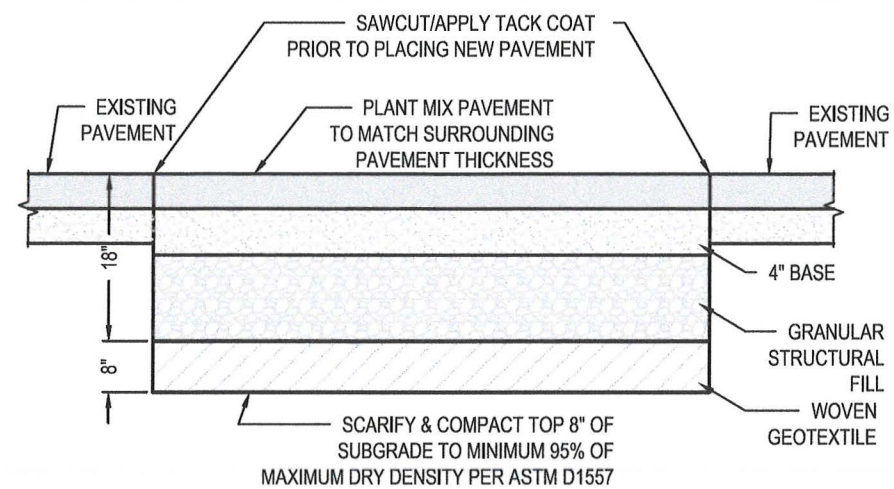 SAWCUT/APPLY TACK COAT
PRIOR TO PLACING NEW PAVEMENT
EXISTING
PAVEMENT
PLANT MIX PAVEMENT
TO MATCH SURROUNDING
PAVEMENT THICKNESS
EXISTING
PAVEMENT
18"
4" BASE
GRANULAR
STRUCTURAL
FILL
8"
WOVEN
GEOTEXTILE
SCARIFY & COMPACT TOP 8" OF
SUBGRADE TO MINIMUM 95% OF
MAXIMUM DRY DENSITY PER ASTM D1557